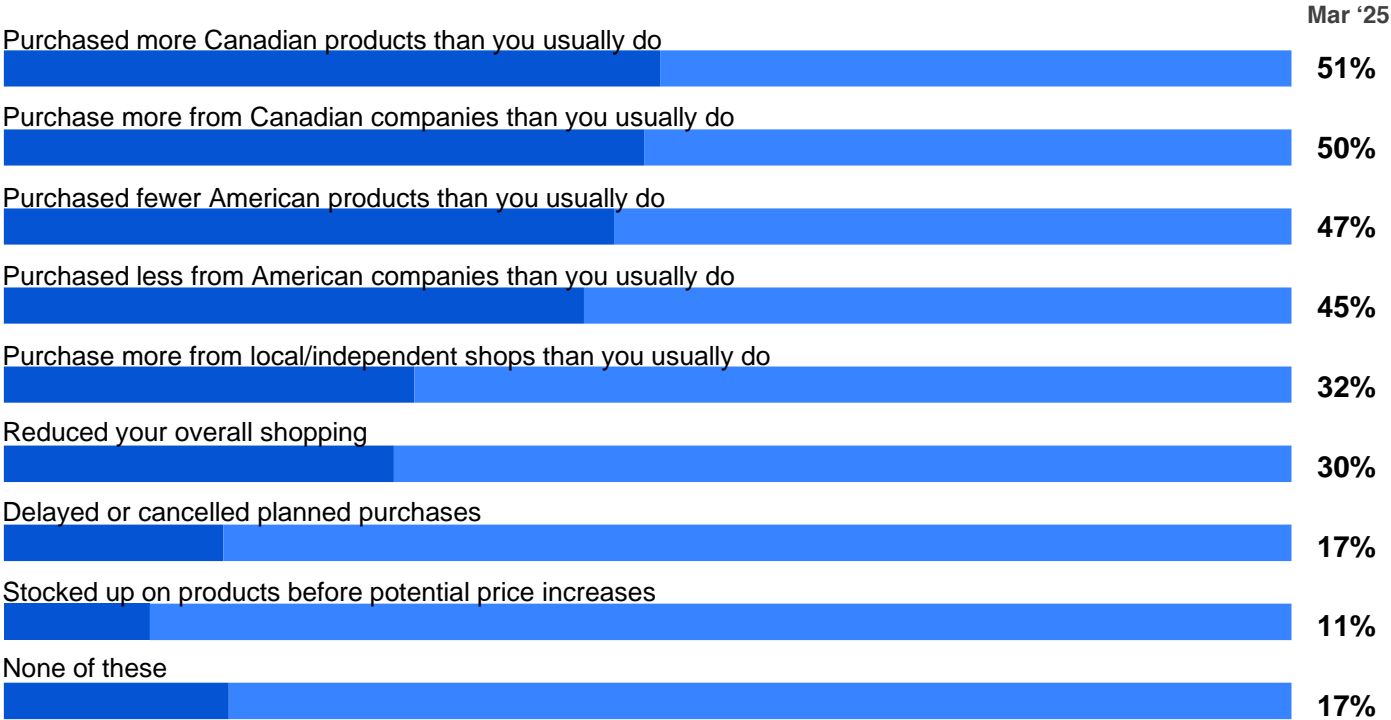 Mar ‘25
Purchased more Canadian products than you usually do
51%
Purchase more from Canadian companies than you usually do
50%
Purchased fewer American products than you usually do
47%
Purchased less from American companies than you usually do
45%
Purchase more from local/independent shops than you usually do
32%
Reduced your overall shopping
30%
Delayed or cancelled planned purchases
17%
Stocked up on products before potential price increases
11%
None of these
17%